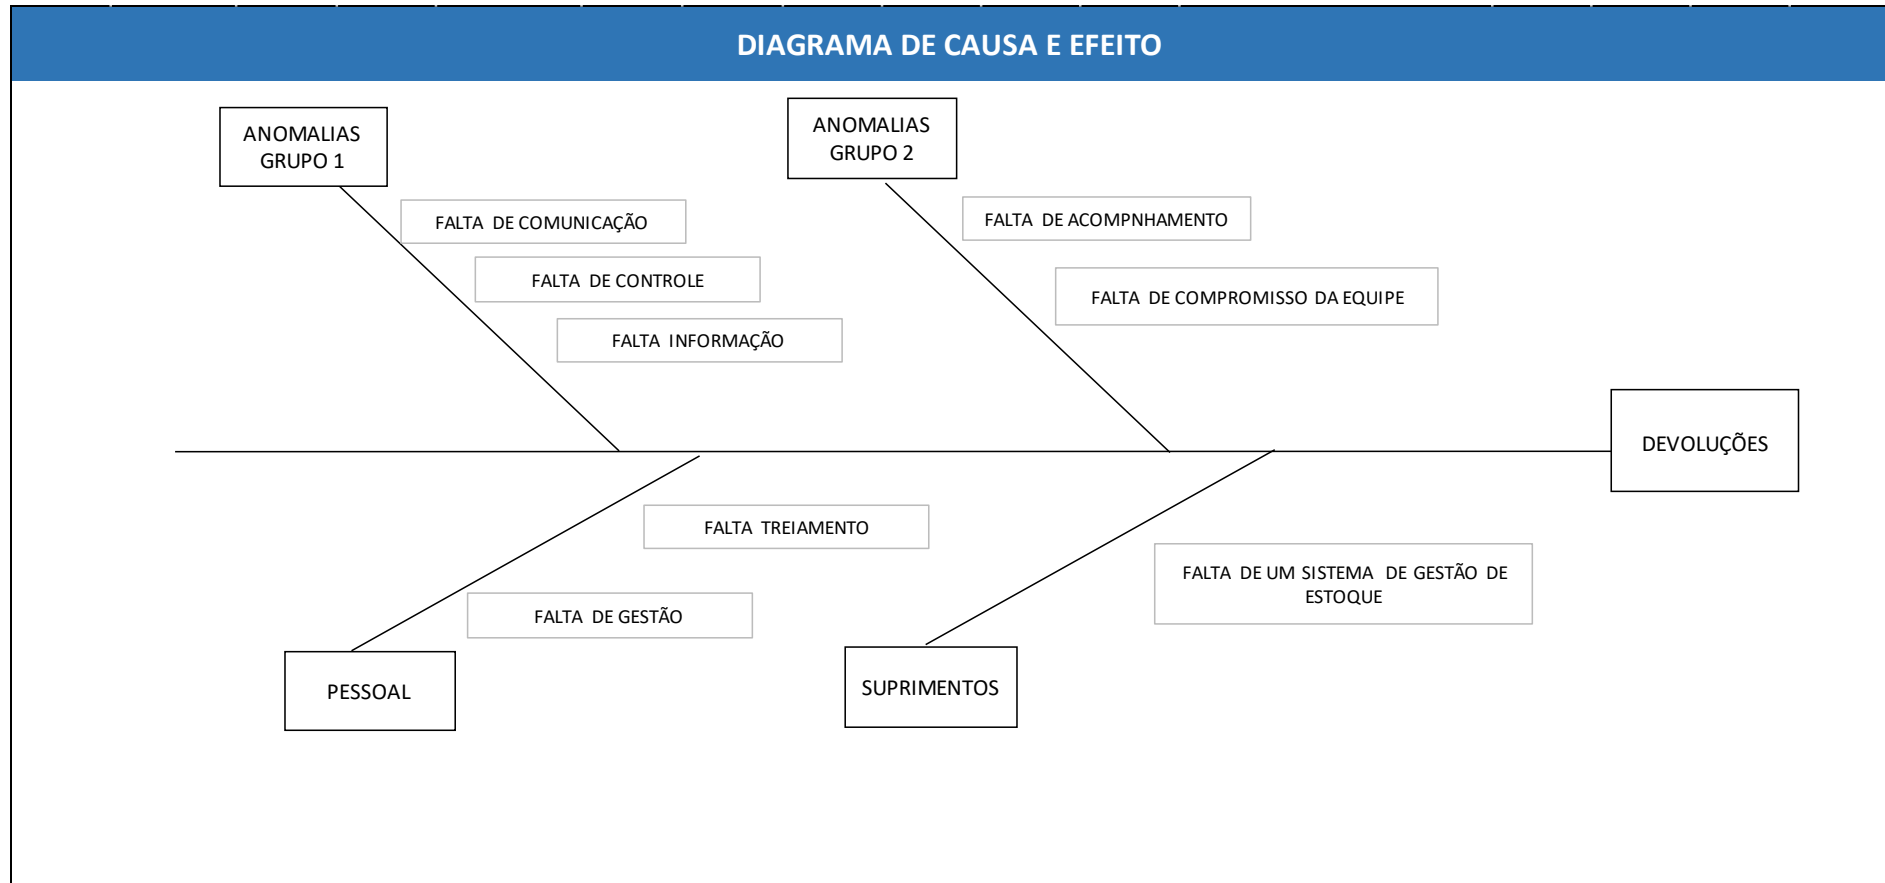 DIAGRAMA DE CAUSA E EFEITO
ANOMALIAS
GRUPO 1
ANOMALIAS
GRUPO 2
FALTA DE COMUNICAÇÃO
FALTA DE ACOMPNHAMENTO
FALTA DE CONTROLE
FALTA DE COMPROMISSO DA EQUIPE
FALTA INFORMAÇÃO
DEVOLUÇÕES
FALTA TREIAMENTO
FALTA DE UM SISTEMA DE GESTÃO DE
ESTOQUE
FALTA DE GESTÃO
PESSOAL
SUPRIMENTOS